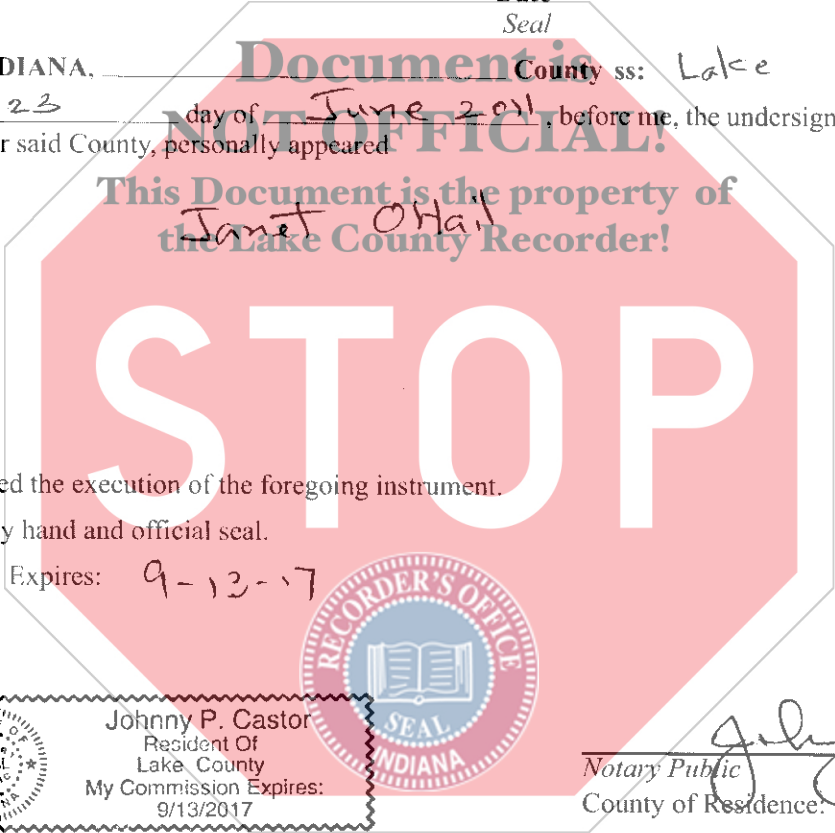 Seal
DIANA, County ss: Lake
23 day of June 2011, before me, the undersign
r said County, personally appeared
Janet OHail
Document is
NOT OFFICIAL!
This Document is the property of
the Lake County Recorder!
STOP
ed the execution of the foregoing instrument.
y hand and official seal.
Expires: 9-13-17
RECORDER'S OFFICE
SEAL
INDIANA
Johnny P. Castor
Resident Of
Lake County
My Commission Expires:
9/13/2017
Notary Public
County of Residence: